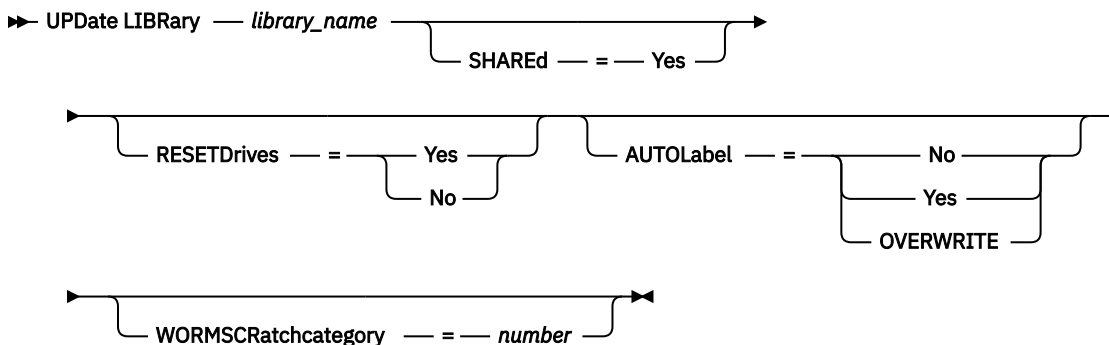 UPDate LIBRary library_name
SHAREd = Yes
RESETDrives = Yes
No
AUTOLabel = No
Yes
OVERWRITE
WORMSCRatchcategory = number